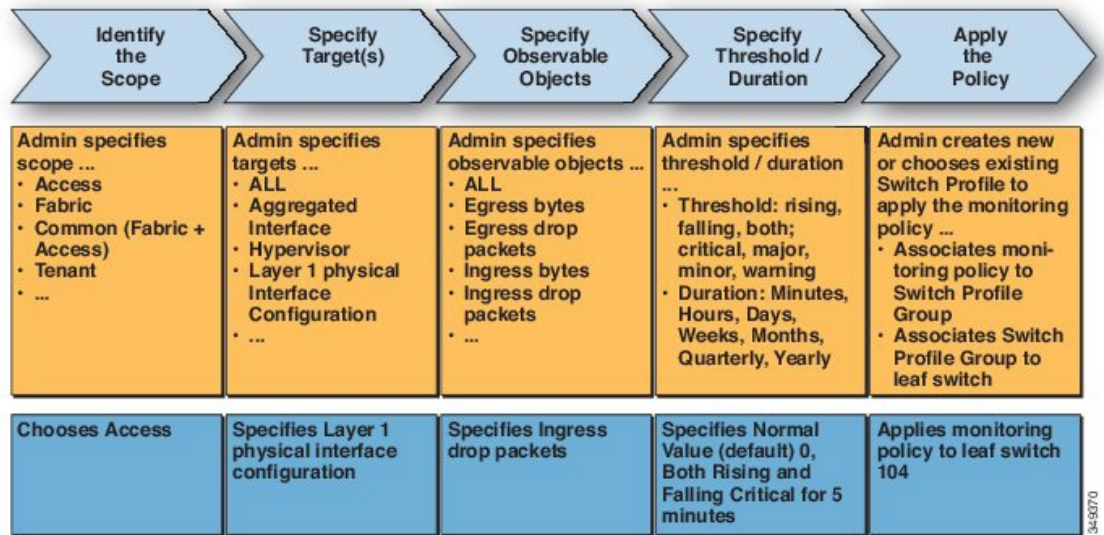 Identify
the
Scope
Specify
Target(s)
Specify
Observable
Objects
Specify
Threshold /
Duration
Apply
the
Policy
Admin specifies
scope ...
• Access
• Fabric
• Common (Fabric +
Access)
• Tenant
• ...
Admin specifies
targets ...
• ALL
• Aggregated
Interface
• Hypervisor
• Layer 1 physical
Interface
Configuration
• ...
Admin specifies
observable objects ...
• ALL
• Egress bytes
• Egress drop
packets
• Ingress bytes
• Ingress drop
packets
• ...
Admin specifies
threshold / duration
...
• Threshold: rising,
falling, both;
critical, major,
minor, warning
• Duration: Minutes,
Hours, Days,
Weeks, Months,
Quarterly, Yearly
Admin creates new
or chooses existing
Switch Profile to
apply the monitoring
policy ...
• Associates moni-
toring policy to
Switch Profile
Group
• Associates Switch
Profile Group to
leaf switch
Chooses Access
Specifies Layer 1
physical interface
configuration
Specifies Ingress
drop packets
Specifies Normal
Value (default) 0,
Both Rising and
Falling Critical for 5
minutes
Applies monitoring
policy to leaf switch
104
349370